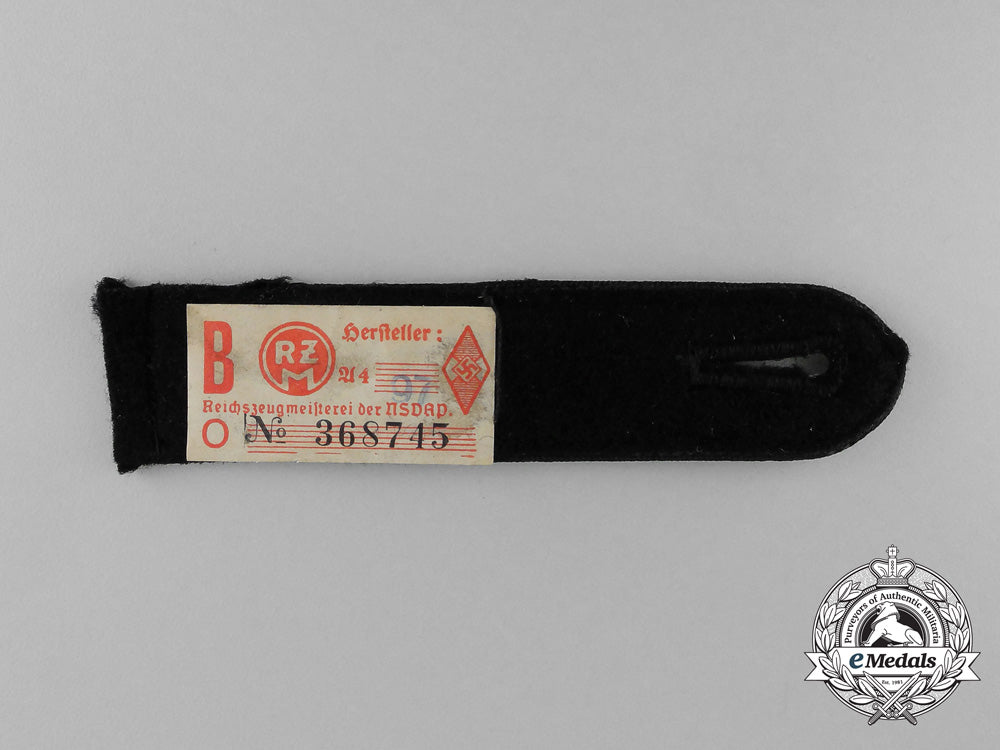 B RZM Hersteller:
A4 97
Reichszeugmeisterei der NSDAP.
O No 368745
Purveyors of Authentic Militaria
eMedals
Est. 1981